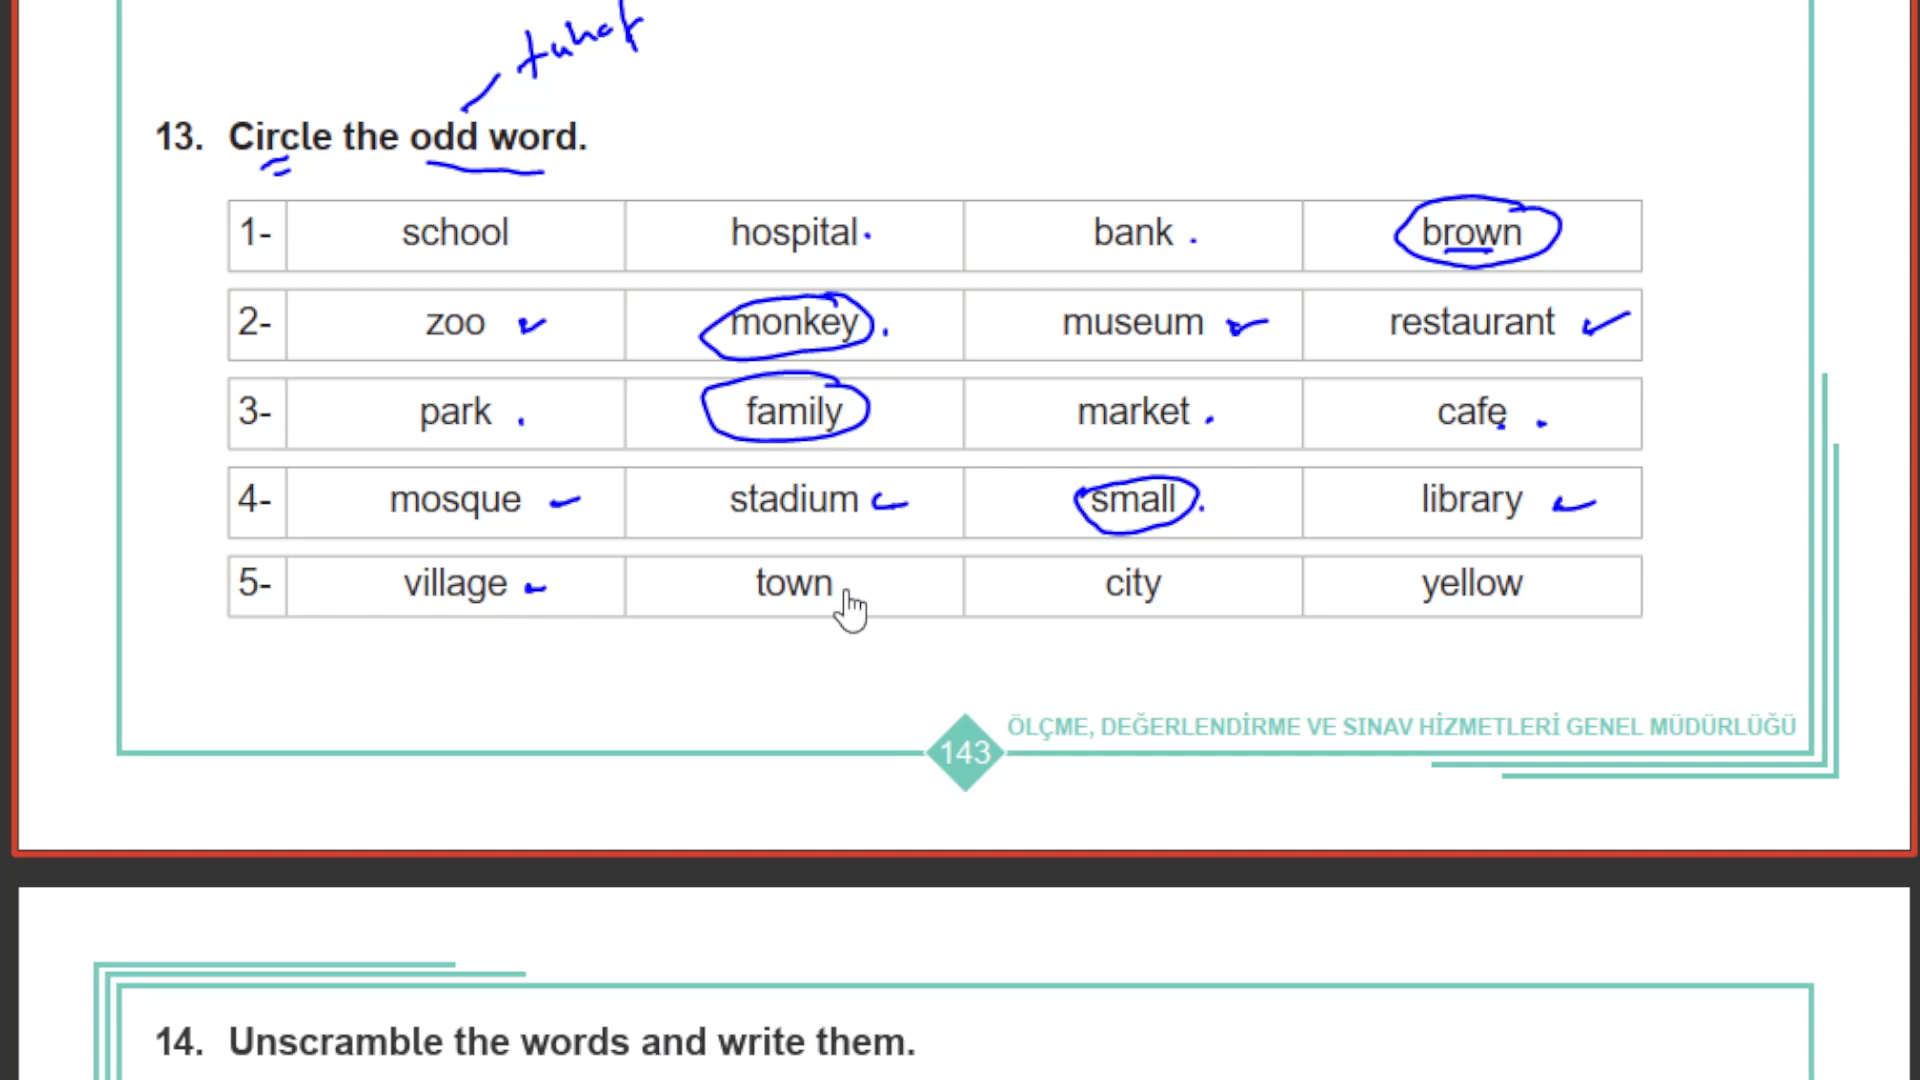 tuhaf
13. Circle the odd word.
1- school hospital bank brown
2- zoo monkey museum restaurant
3- park family market cafe
4- mosque stadium small library
5- village town city yellow
ÖLÇME, DEĞERLENDİRME VE SINAV HİZMETLERİ GENEL MÜDÜRLÜĞÜ
143
14. Unscramble the words and write them.